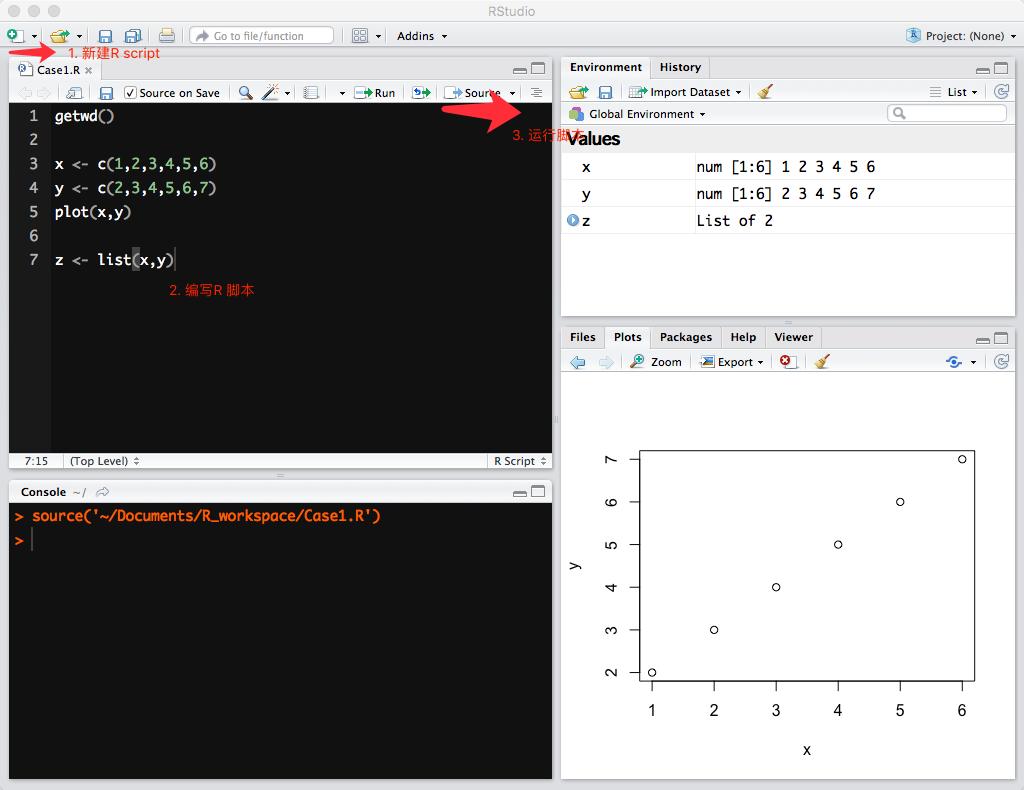 RStudio
Go to file/function
Addins
Project: (None)
1. 新建R script
Case1.R
Source on Save
Run
Source
3. 运行脚本
1 getwd()
2
3 x <- c(1,2,3,4,5,6)
4 y <- c(2,3,4,5,6,7)
5 plot(x,y)
6
7 z <- list(x,y)
2. 编写R 脚本
7:15 (Top Level) R Script
Console ~/
> source('~/Documents/R_workspace/Case1.R')
>
Environment History
Import Dataset List
Global Environment
Values
x num [1:6] 1 2 3 4 5 6
y num [1:6] 2 3 4 5 6 7
z List of 2
Files Plots Packages Help Viewer
Zoom Export
7
6
5
4
3
2
y
1 2 3 4 5 6
x